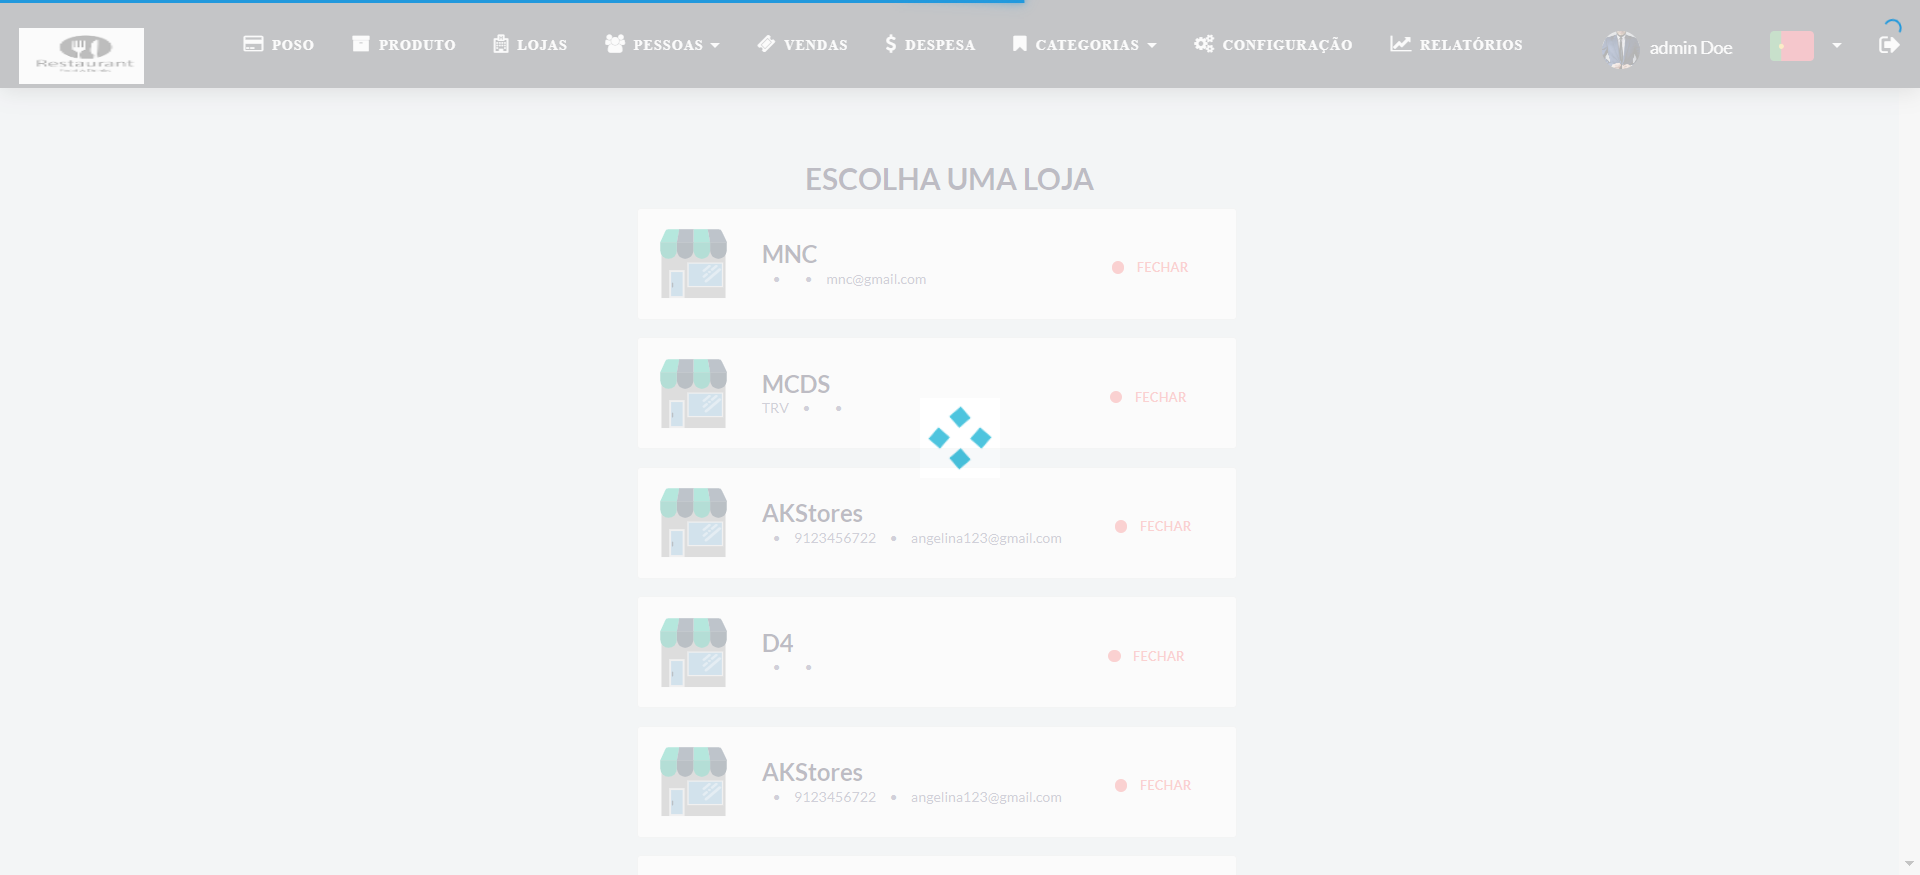 Restaurant
POSO PRODUTO LOJAS PESSOAS VENDAS DESPESA CATEGORIAS CONFIGURAÇÃO RELATÓRIOS admin Doe
ESCOLHA UMA LOJA
MNC
• • mnc@gmail.com
FECHAR
MCDS
TRV • •
FECHAR
AKStores
• 9123456722 • angelina123@gmail.com
FECHAR
D4
• •
FECHAR
AKStores
• 9123456722 • angelina123@gmail.com
FECHAR